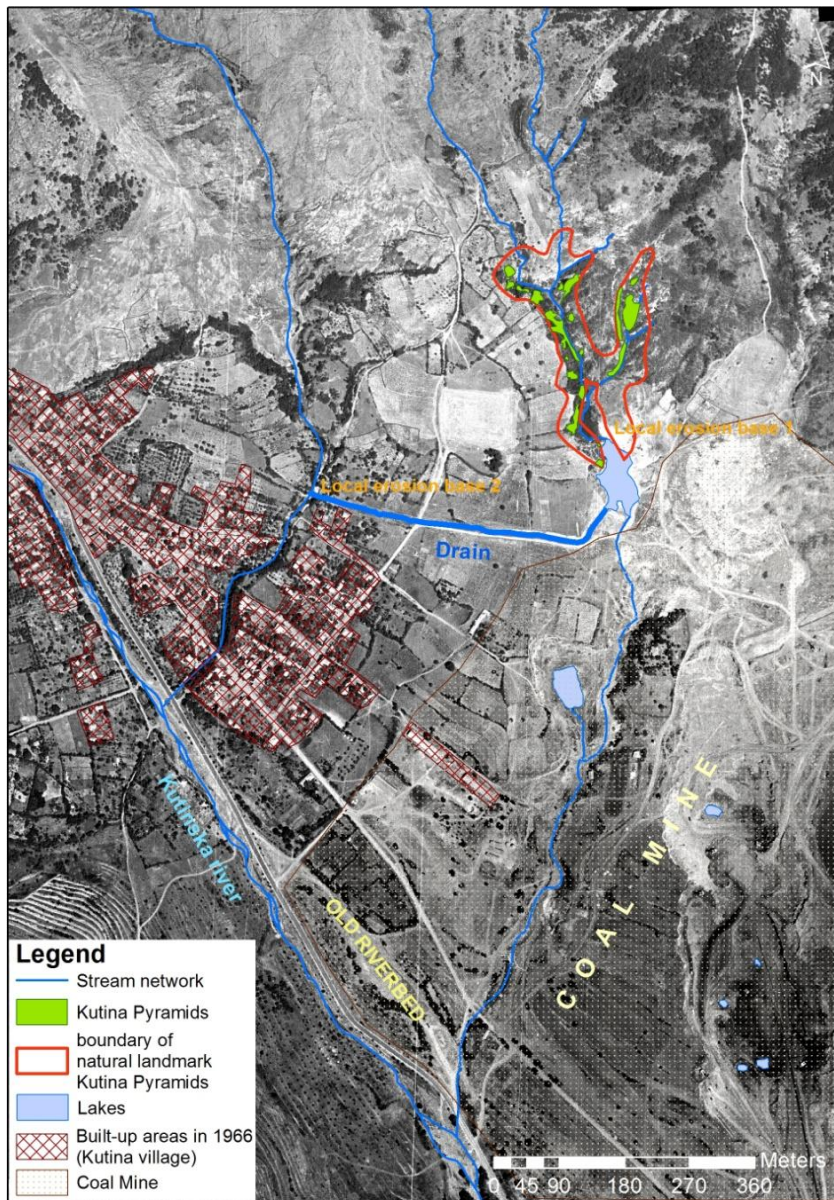 N
Local erosion base 1
Local erosion base 2
Drain
COAL MINE
Kutinska river
OLD RIVERBED
Legend
Stream network
Kutina Pyramids
boundary of
natural landmark
Kutina Pyramids
Lakes
Built-up areas in 1966
(Kutina village)
Coal Mine
Meters
0 45 90 180 270 360